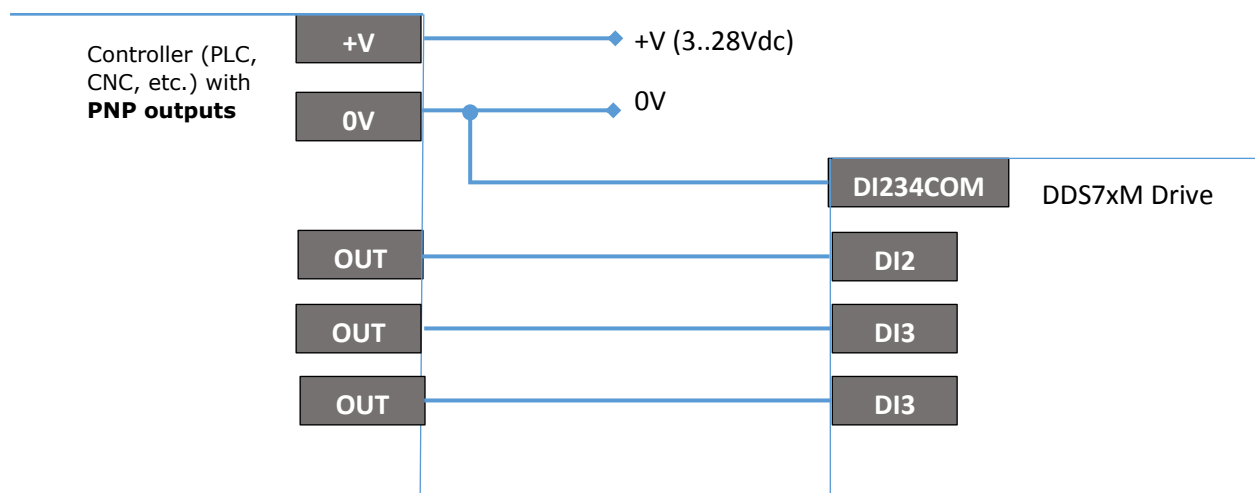 Controller (PLC,
CNC, etc.) with
PNP outputs
+V
+V (3..28Vdc)
0V
0V
DI234COM
DDS7xM Drive
OUT
DI2
OUT
DI3
OUT
DI3